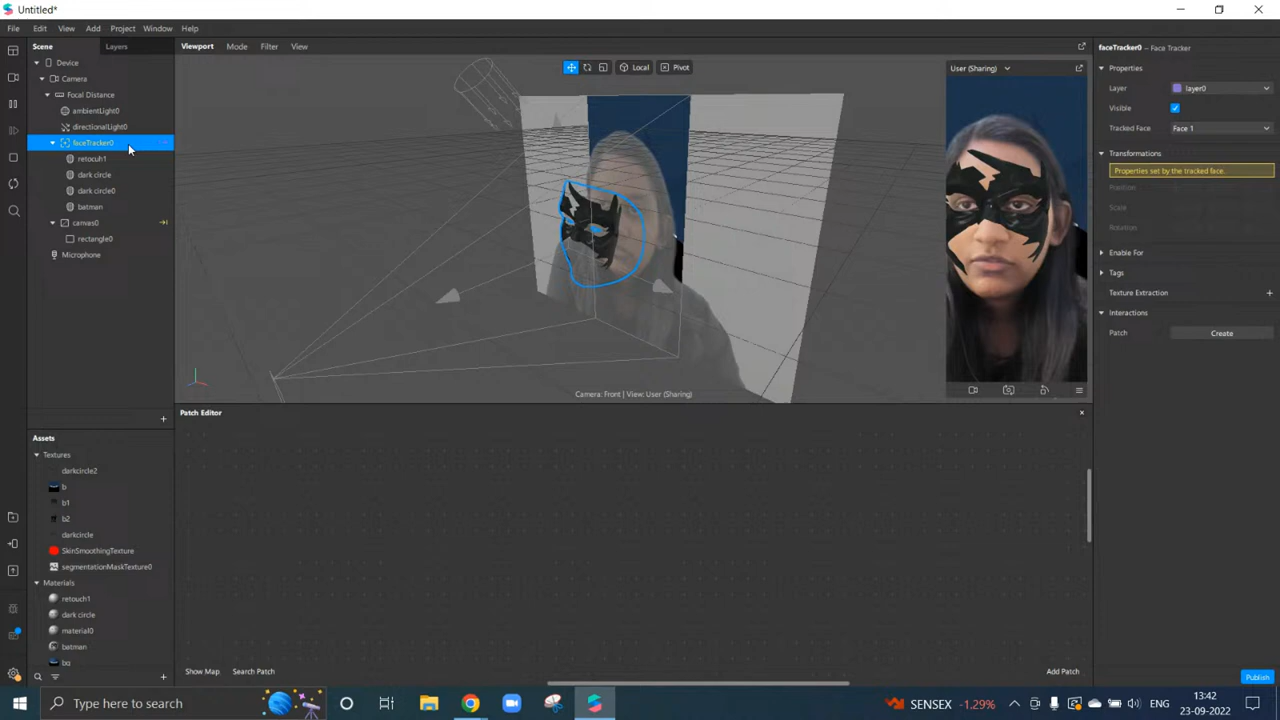 Untitled*
File Edit View Add Project Window Help
Scene Layers
Viewport Mode Filter View
faceTracker0 - Face Tracker
Device
Camera
Focal Distance
ambientLight0
directionalLight0
faceTracker0
retocuh1
dark circle
dark circle0
batman
canvas0
rectangle0
Microphone
Local Pivot
User (Sharing)
Camera: Front | View: User (Sharing)
Properties
Layer layer0
Visible
Tracked Face Face 1
Transformations
Properties set by the tracked face.
Position
Scale
Rotation
Enable For
Tags
Texture Extraction
Interactions
Patch Create
Patch Editor
Assets
Textures
darkcircle2
b
b1
b2
darkcircle
SkinSmoothingTexture
segmentationMaskTexture0
Materials
retouch1
dark circle
material0
batman
bg
Show Map Search Patch Add Patch
Publish
Type here to search
SENSEX -1,29%
ENG
13:42
23-09-2022